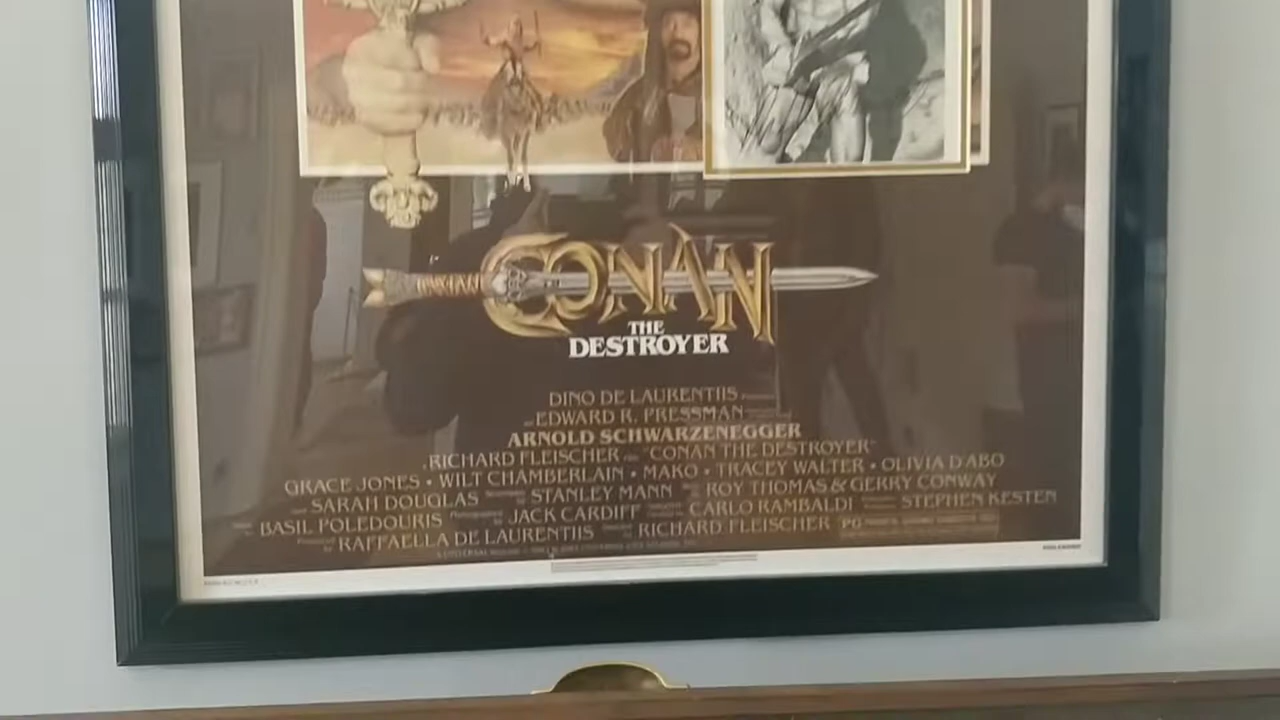 CONAN
THE
DESTROYER
DINO DE LAURENTIIS
EDWARD R. PRESSMAN
ARNOLD SCHWARZENEGGER
RICHARD FLEISCHER "CONAN THE DESTROYER"
GRACE JONES • WILT CHAMBERLAIN • MAKO • TRACEY WALTER • OLIVIA D'ABO
SARAH DOUGLAS STANLEY MANN ROY THOMAS & GERRY CONWAY
BASIL POLEDOURIS JACK CARDIFF CARLO RAMBALDI STEPHEN KESTEN
RAFFAELLA DE LAURENTIIS RICHARD FLEISCHER PG